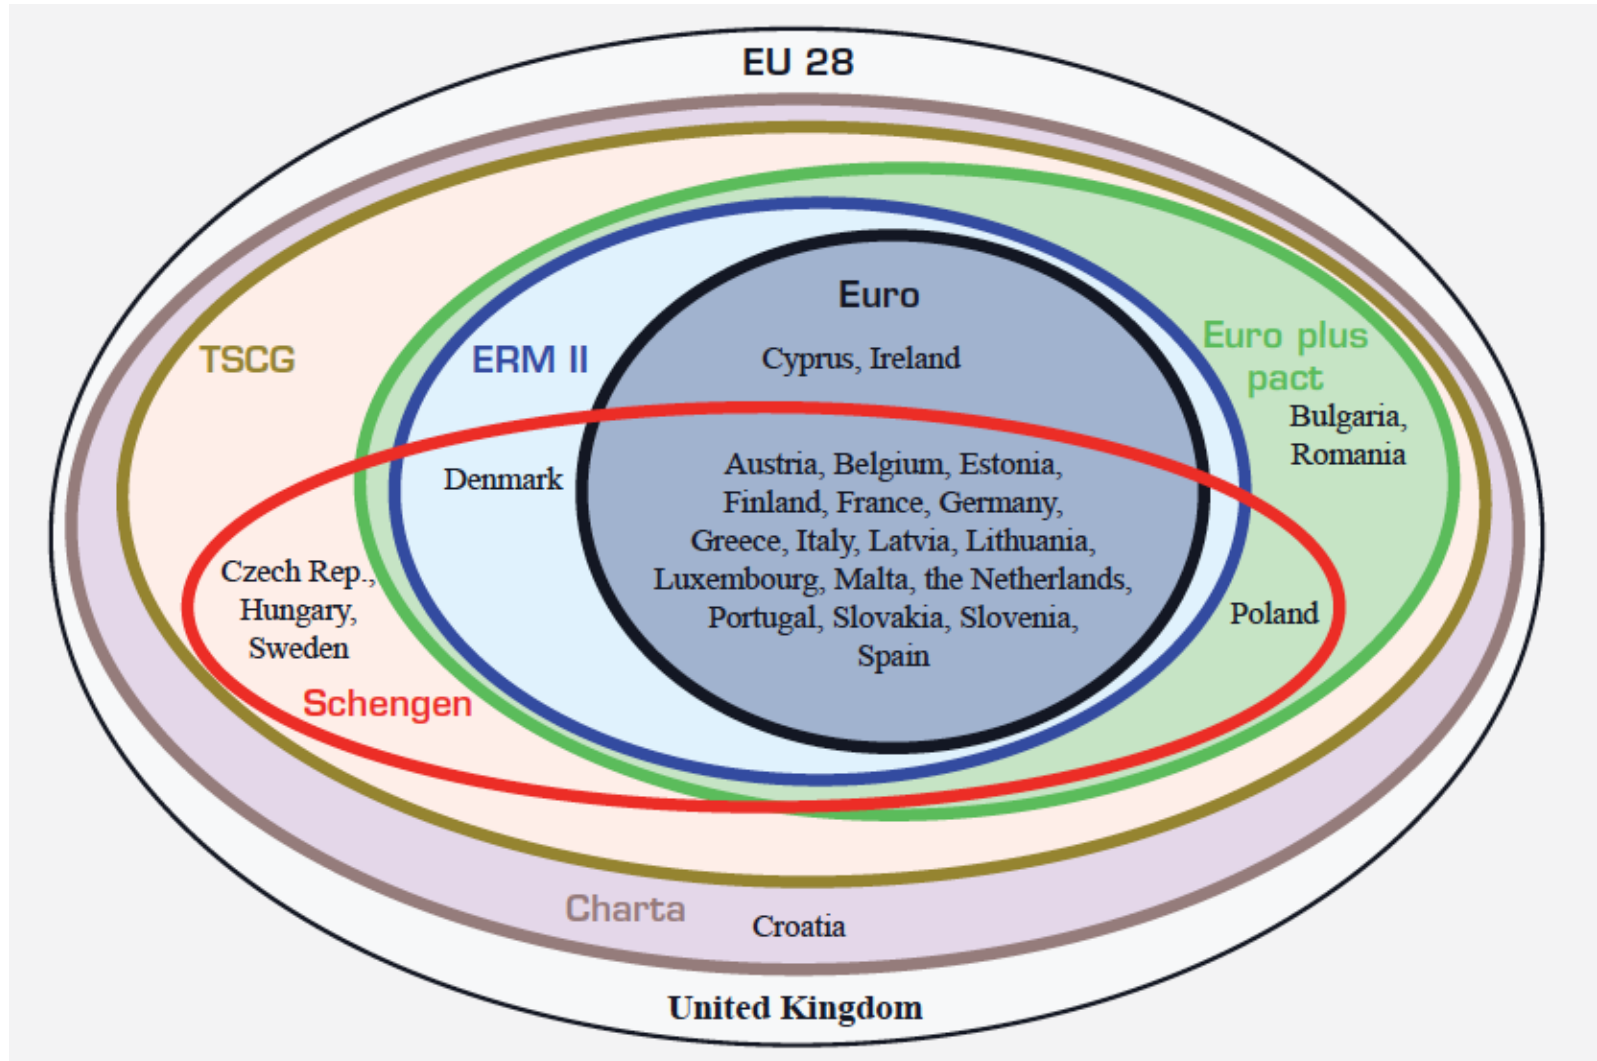 EU 28
Euro
Cyprus, Ireland
TSCG
ERM II
Euro plus
pact
Bulgaria,
Romania
Denmark
Austria, Belgium, Estonia,
Finland, France, Germany,
Greece, Italy, Latvia, Lithuania,
Luxembourg, Malta, the Netherlands,
Portugal, Slovakia, Slovenia,
Spain
Czech Rep.,
Hungary,
Sweden
Poland
Schengen
Charta
Croatia
United Kingdom